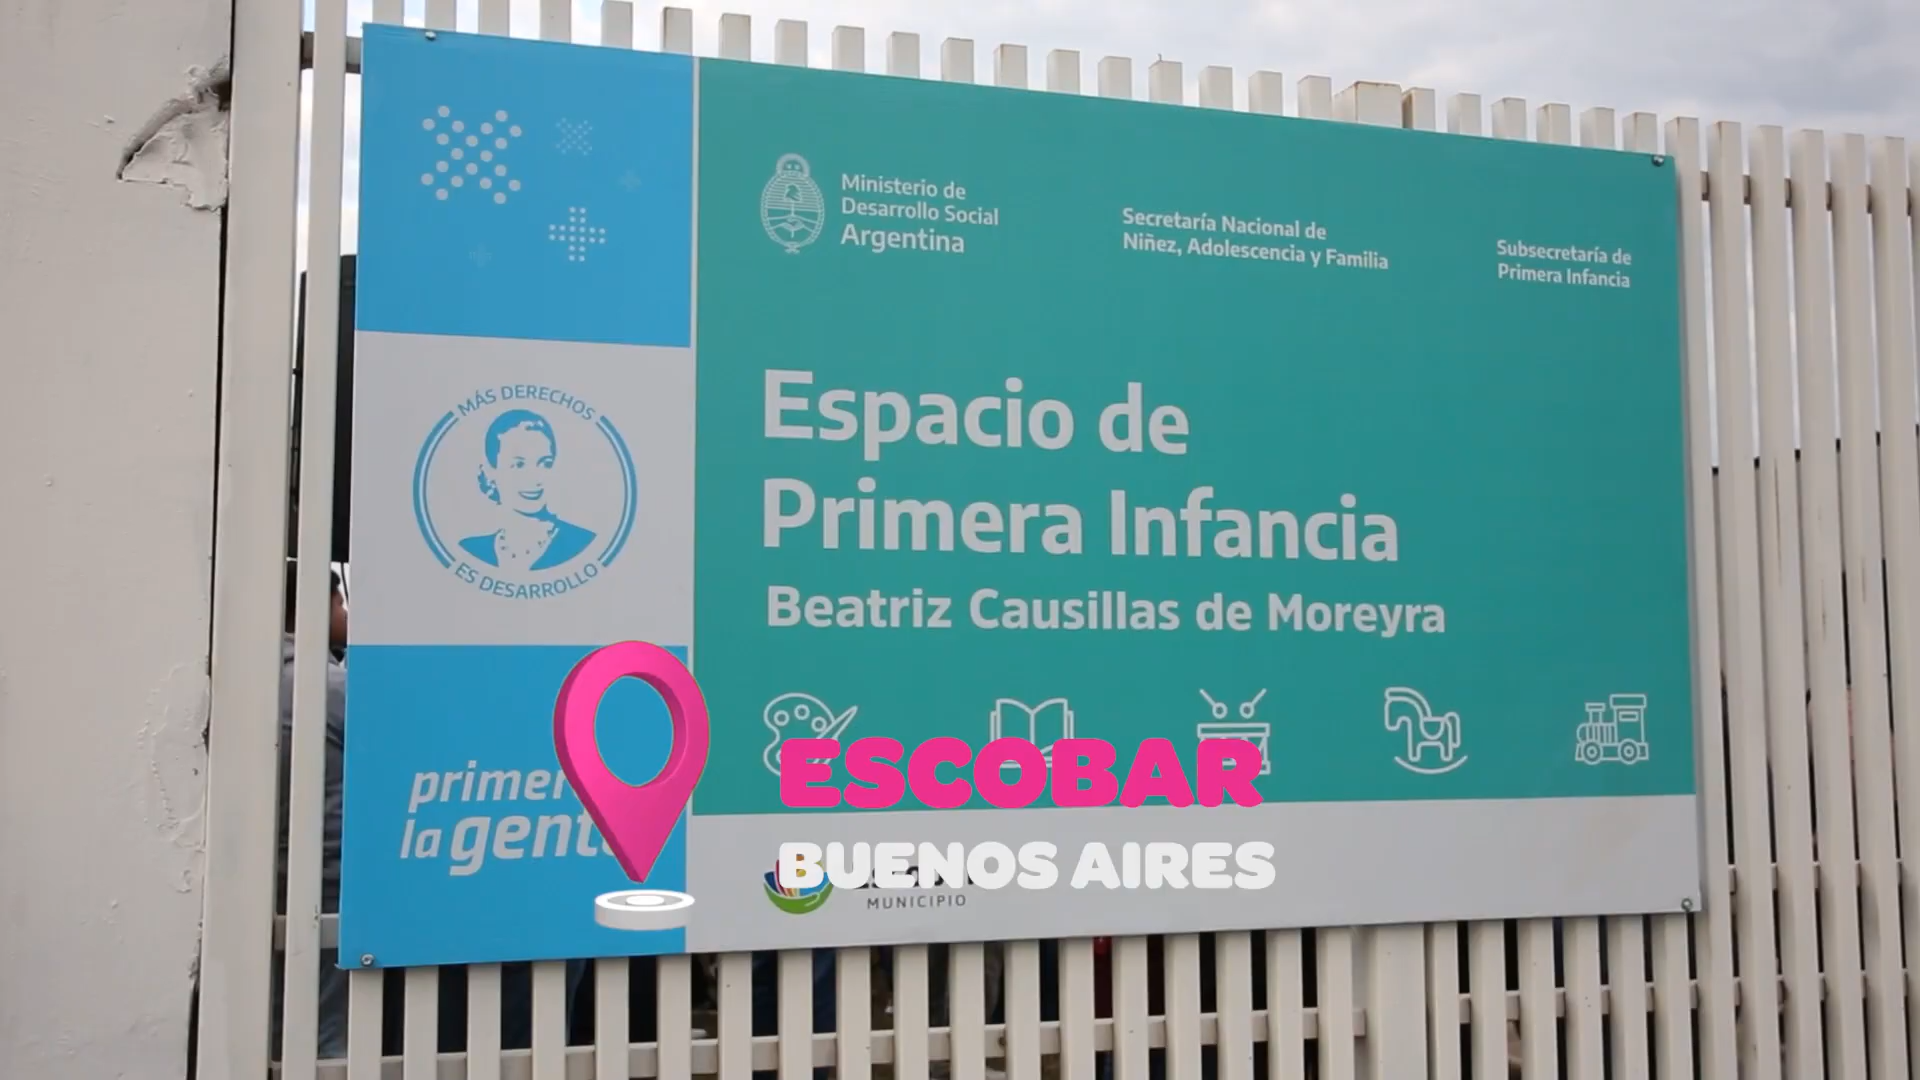 Ministerio de
Desarrollo Social
Argentina
Secretaría Nacional de
Niñez, Adolescencia y Familia
Subsecretaría de
Primera Infancia
MÁS DERECHOS
ES DESARROLLO
Espacio de
Primera Infancia
Beatriz Causillas de Moreyra
la
ESCOBAR
BUENOS AIRES
MUNICIPIO